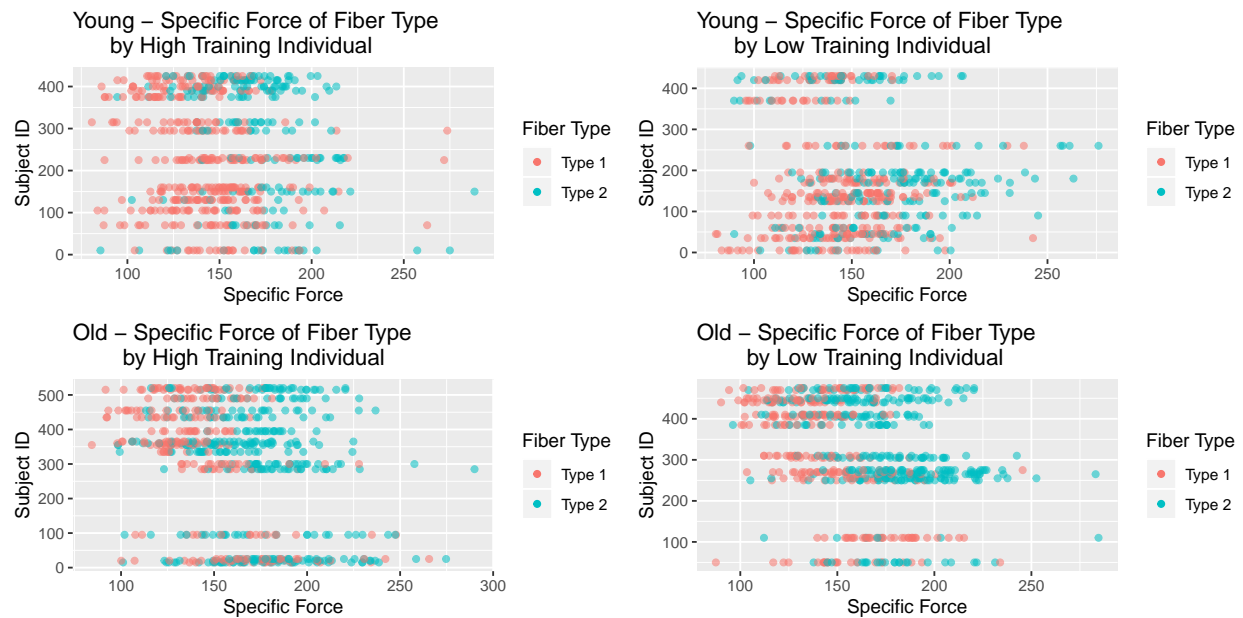 Young – Specific Force of Fiber Type
by High Training Individual
Subject ID
400
300
200
100
0
100
150
200
250
Specific Force
Fiber Type
Type 1
Type 2
Young – Specific Force of Fiber Type
by Low Training Individual
Subject ID
400
300
200
100
0
100
150
200
250
Specific Force
Fiber Type
Type 1
Type 2
Old – Specific Force of Fiber Type
by High Training Individual
Subject ID
500
400
300
200
100
0
100
150
200
250
300
Specific Force
Fiber Type
Type 1
Type 2
Old – Specific Force of Fiber Type
by Low Training Individual
Subject ID
400
300
200
100
100
150
200
250
Specific Force
Fiber Type
Type 1
Type 2